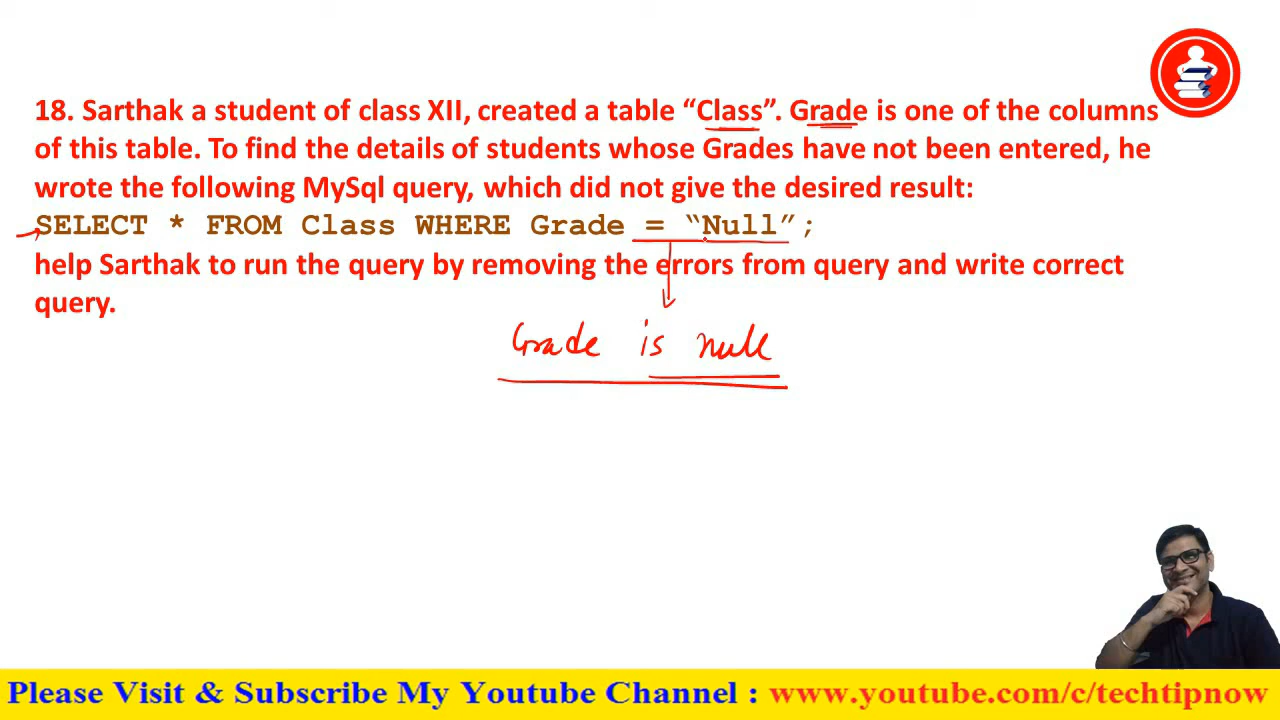 18. Sarthak a student of class XII, created a table “Class”. Grade is one of the columns
of this table. To find the details of students whose Grades have not been entered, he
wrote the following MySql query, which did not give the desired result:
SELECT * FROM Class WHERE Grade = “Null”;
help Sarthak to run the query by removing the errors from query and write correct
query.
Grade is null
Please Visit & Subscribe My Youtube Channel : www.youtube.com/c/techtipnow